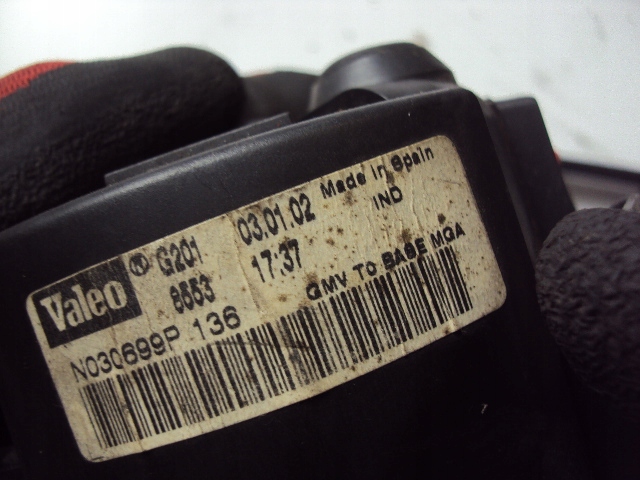 Valeo G201 03.01.02 Made in Spain
8553 17:37 IND
N030699P 136 GMV To BASE MGA